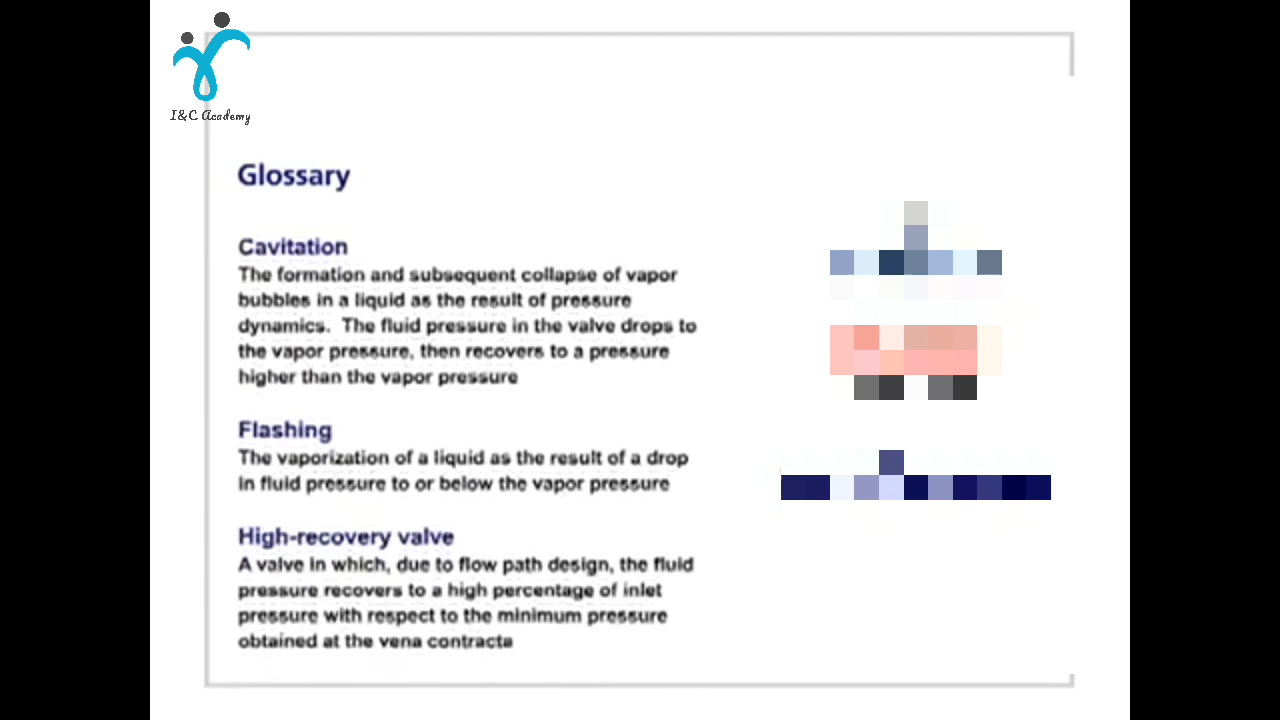 I&C Academy
Glossary
Cavitation
The formation and subsequent collapse of vapor
bubbles in a liquid as the result of pressure
dynamics. The fluid pressure in the valve drops to
the vapor pressure, then recovers to a pressure
higher than the vapor pressure
Flashing
The vaporization of a liquid as the result of a drop
in fluid pressure to or below the vapor pressure
High-recovery valve
A valve in which, due to flow path design, the fluid
pressure recovers to a high percentage of inlet
pressure with respect to the minimum pressure
obtained at the vena contracta